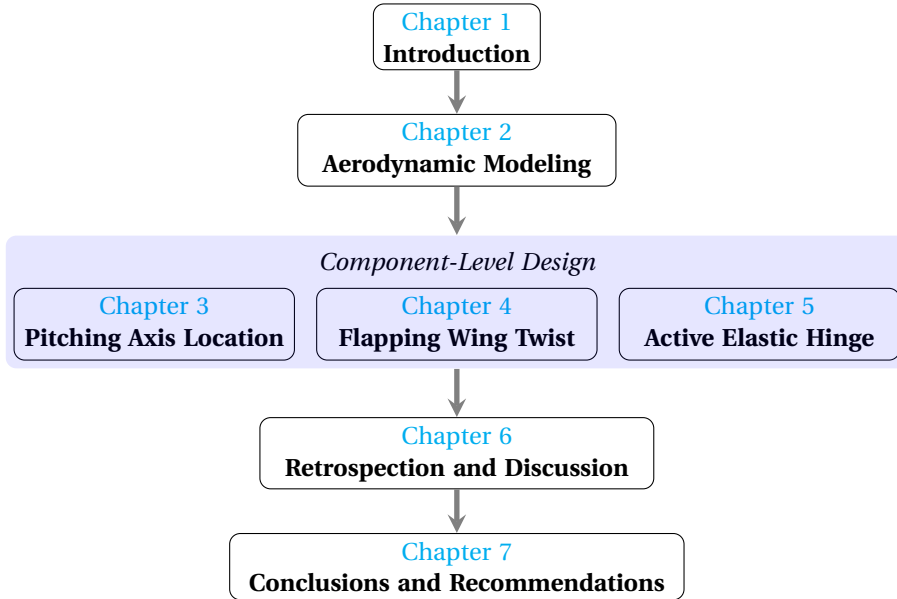 Chapter 1
Introduction
Chapter 2
Aerodynamic Modeling
Component-Level Design
Chapter 3
Pitching Axis Location
Chapter 4
Flapping Wing Twist
Chapter 5
Active Elastic Hinge
Chapter 6
Retrospection and Discussion
Chapter 7
Conclusions and Recommendations